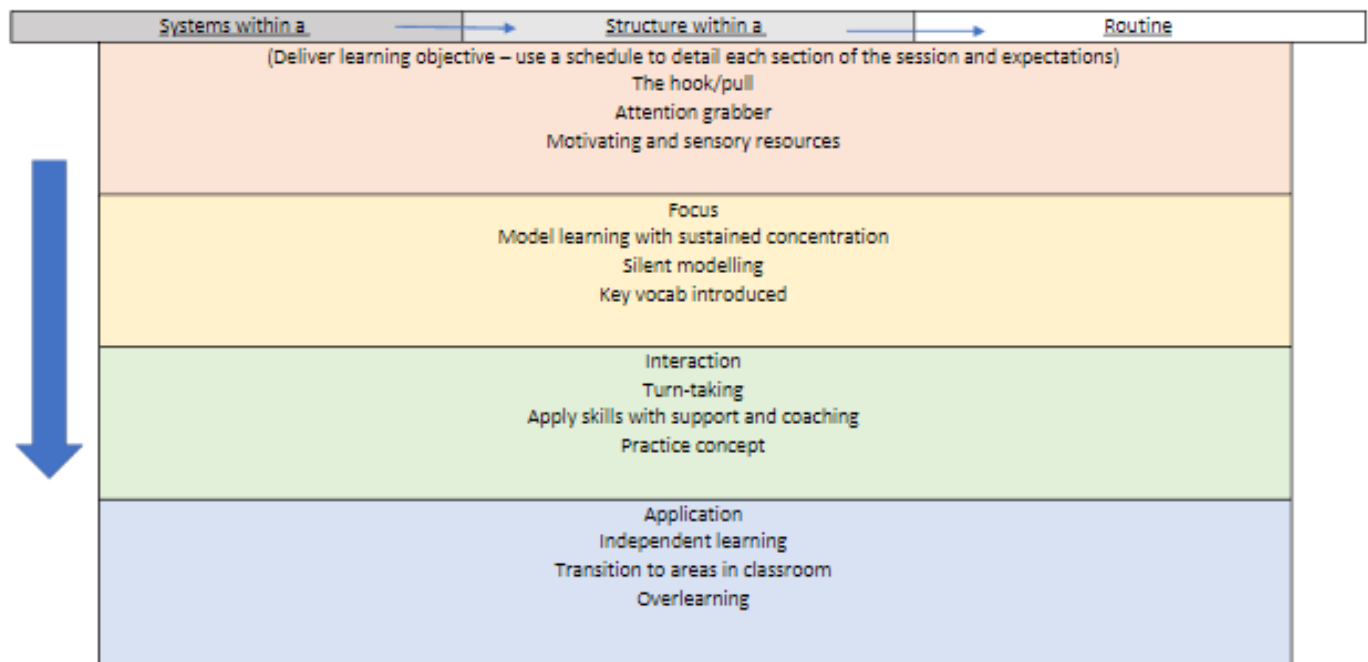 Systems within a
Structure within a
Routine
(Deliver learning objective – use a schedule to detail each section of the session and expectations)
The hook/pull
Attention grabber
Motivating and sensory resources
Focus
Model learning with sustained concentration
Silent modelling
Key vocab introduced
Interaction
Turn-taking
Apply skills with support and coaching
Practice concept
Application
Independent learning
Transition to areas in classroom
Overlearning